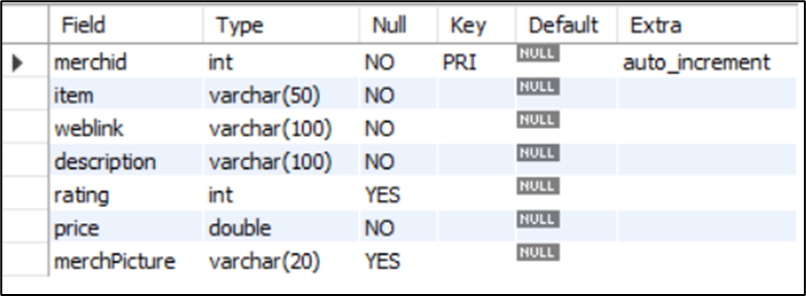 Field Type Null Key Default Extra
merchid int NO PRI NULL auto_increment
item varchar(50) NO NULL
weblink varchar(100) NO NULL
description varchar(100) NO NULL
rating int YES NULL
price double NO NULL
merchPicture varchar(20) YES NULL